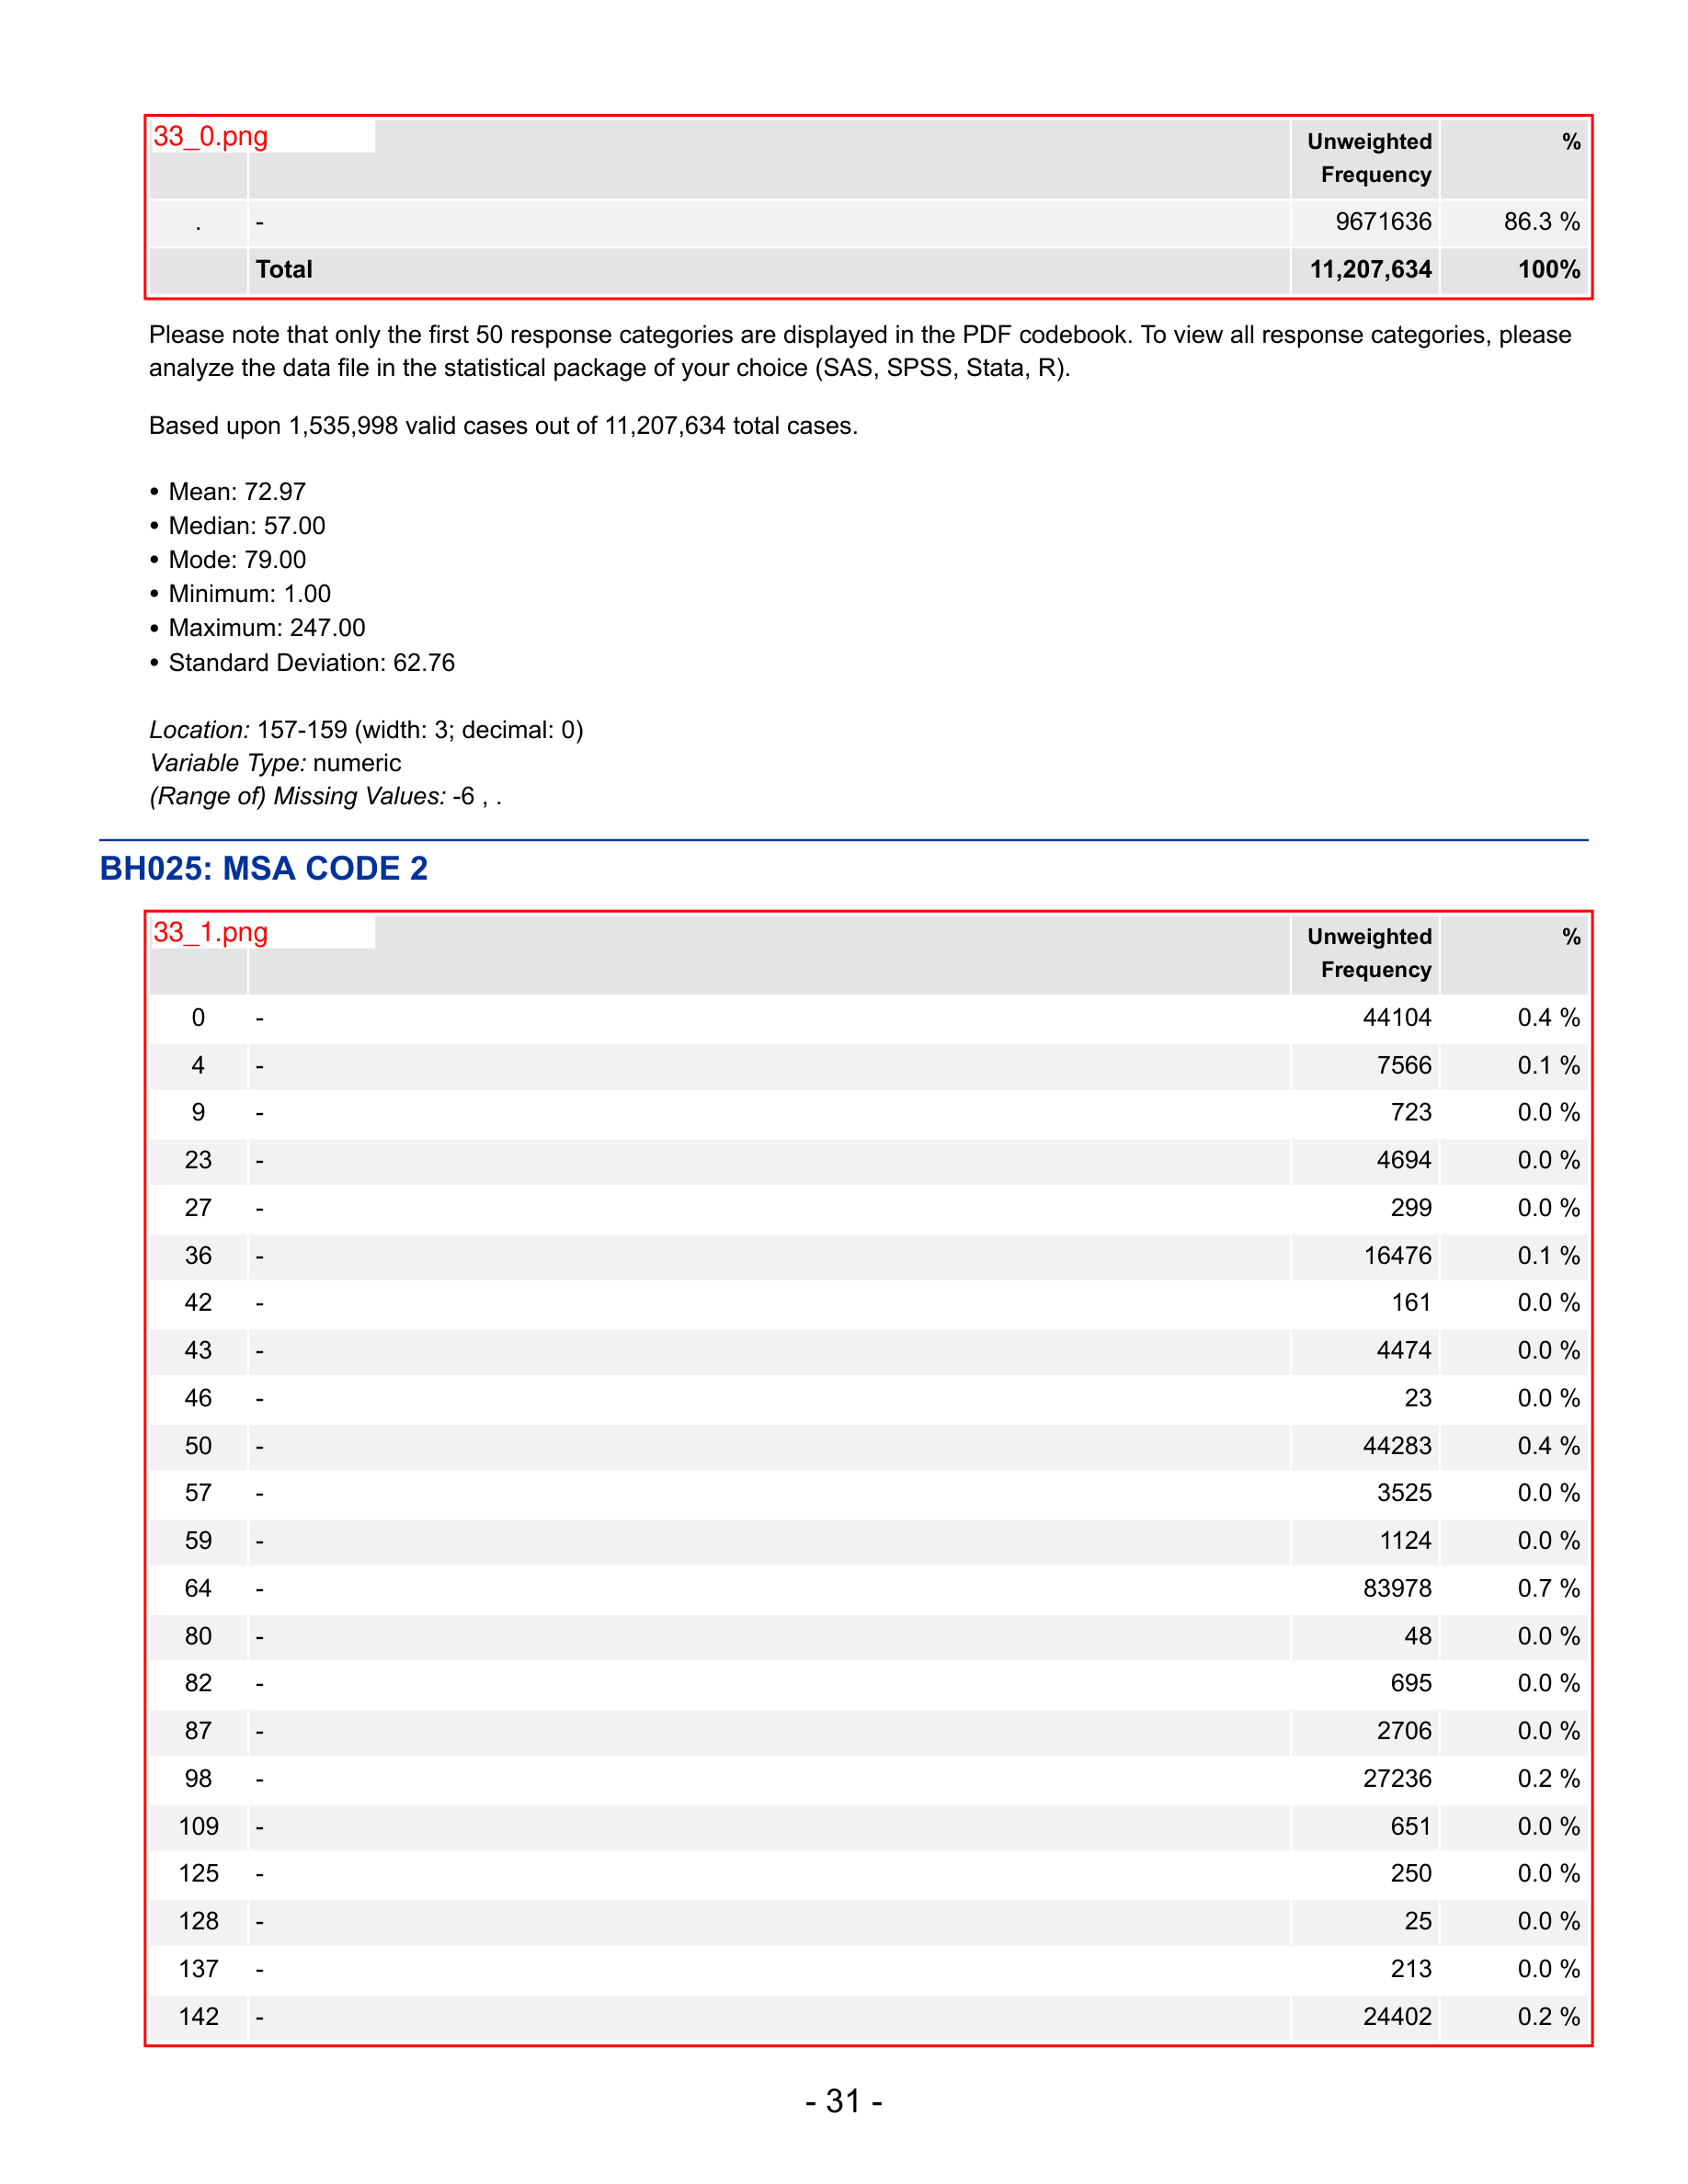 33_0.png
Unweighted Frequency %
. - 9671636 86.3 %
Total 11,207,634 100%
Please note that only the first 50 response categories are displayed in the PDF codebook. To view all response categories, please
analyze the data file in the statistical package of your choice (SAS, SPSS, Stata, R).
Based upon 1,535,998 valid cases out of 11,207,634 total cases.
• Mean: 72.97
• Median: 57.00
• Mode: 79.00
• Minimum: 1.00
• Maximum: 247.00
• Standard Deviation: 62.76
Location: 157-159 (width: 3; decimal: 0)
Variable Type: numeric
(Range of) Missing Values: -6 , .
BH025: MSA CODE 2
33_1.png
Unweighted Frequency %
0 - 44104 0.4 %
4 - 7566 0.1 %
9 - 723 0.0 %
23 - 4694 0.0 %
27 - 299 0.0 %
36 - 16476 0.1 %
42 - 161 0.0 %
43 - 4474 0.0 %
46 - 23 0.0 %
50 - 44283 0.4 %
57 - 3525 0.0 %
59 - 1124 0.0 %
64 - 83978 0.7 %
80 - 48 0.0 %
82 - 695 0.0 %
87 - 2706 0.0 %
98 - 27236 0.2 %
109 - 651 0.0 %
125 - 250 0.0 %
128 - 25 0.0 %
137 - 213 0.0 %
142 - 24402 0.2 %
- 31 -